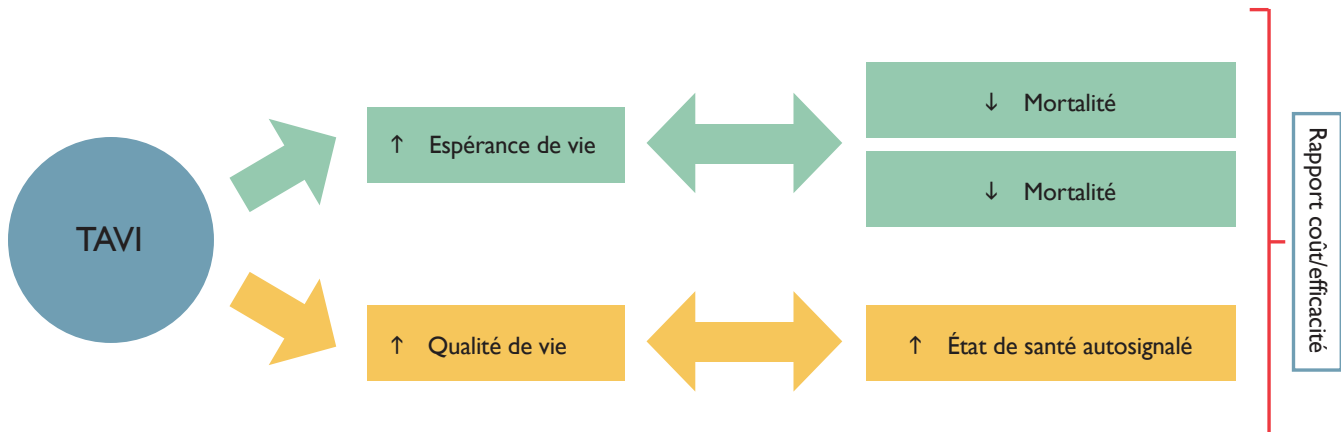 TAVI
↑ Espérance de vie
↓ Mortalité
↓ Mortalité
↑ Qualité de vie
↑ État de santé autosignalé
Rapport coût/efficacité